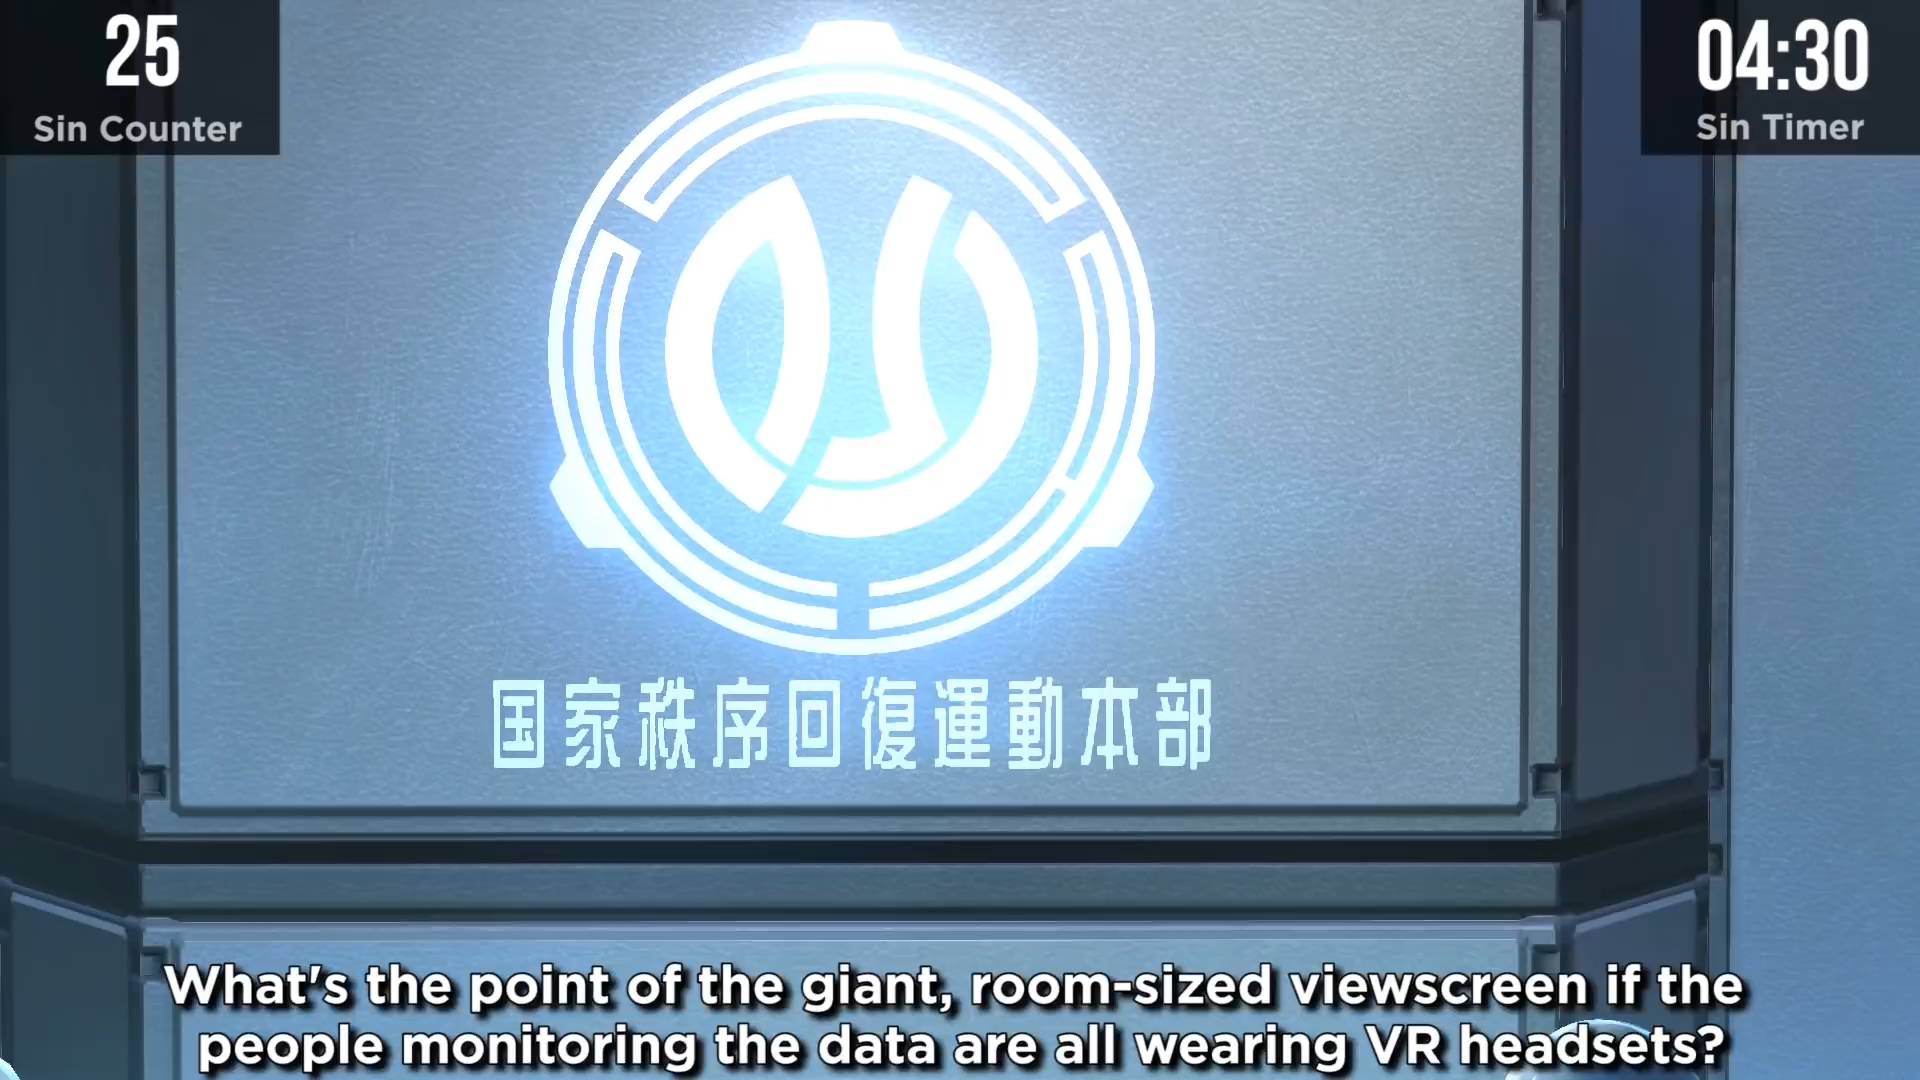 25
Sin Counter
04:30
Sin Timer
国家秩序回復運動本部
What's the point of the giant, room-sized viewscreen if the
people monitoring the data are all wearing VR headsets?